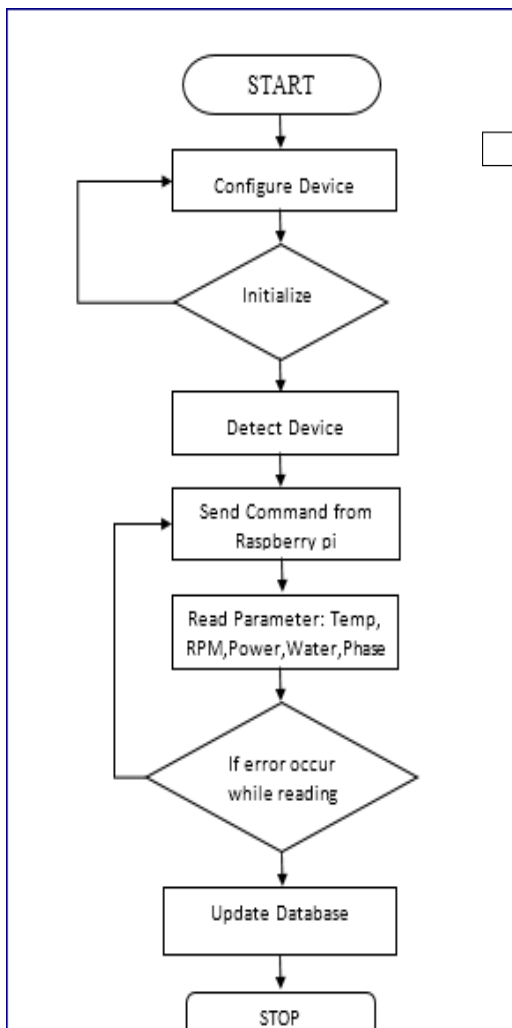 START
Configure Device
Initialize
Detect Device
Send Command from
Raspberry pi
Read Parameter: Temp,
RPM,Power,Water,Phase
If error occur
while reading
Update Database
STOP